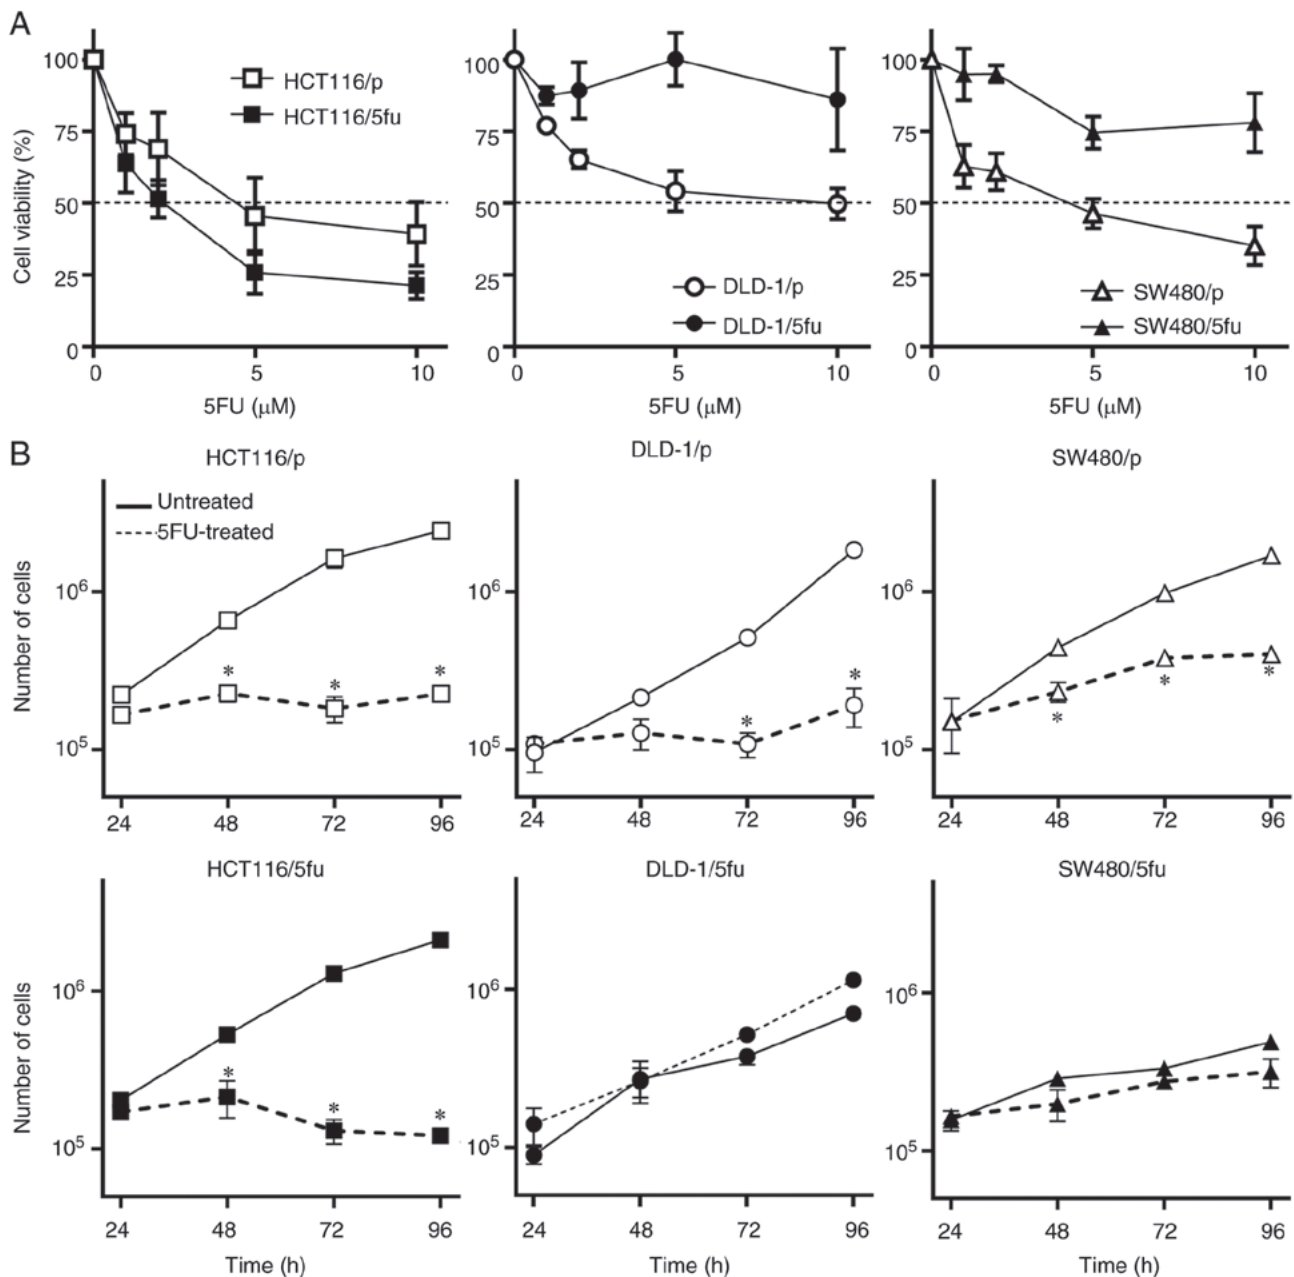 A
Cell viability (%)
100
75
50
25
0
0
5
10
5FU (μM)
HCT116/p
HCT116/5fu
100
75
50
25
0
0
5
10
5FU (μM)
DLD-1/p
DLD-1/5fu
100
75
50
25
0
0
5
10
5FU (μM)
SW480/p
SW480/5fu
B
HCT116/p
Untreated
5FU-treated
Number of cells
10⁶
10⁵
* * *
24 48 72 96
DLD-1/p
10⁶
10⁵
* *
24 48 72 96
SW480/p
10⁶
10⁵
* * *
24 48 72 96
HCT116/5fu
Number of cells
10⁶
10⁵
* * *
24 48 72 96
Time (h)
DLD-1/5fu
10⁶
10⁵
24 48 72 96
Time (h)
SW480/5fu
10⁶
10⁵
24 48 72 96
Time (h)